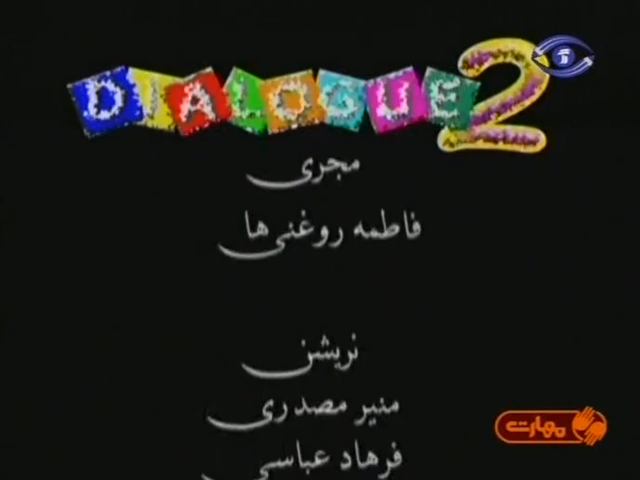 DIALOGUE 2
مجری
فاطمه روغنی‌ها
نریشن
منیر مصدری
فرهاد عباسی
مهارت